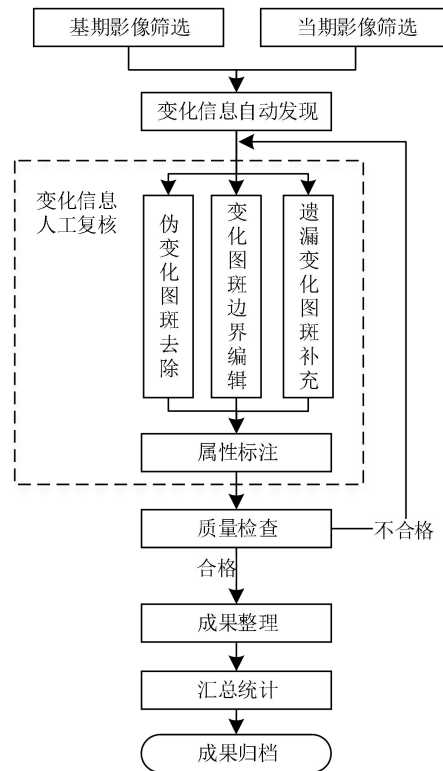 基期影像筛选
当期影像筛选
变化信息自动发现
变化信息
人工复核
伪变化图斑去除
变化图斑边界编辑
遗漏变化图斑补充
属性标注
质量检查
不合格
合格
成果整理
汇总统计
成果归档